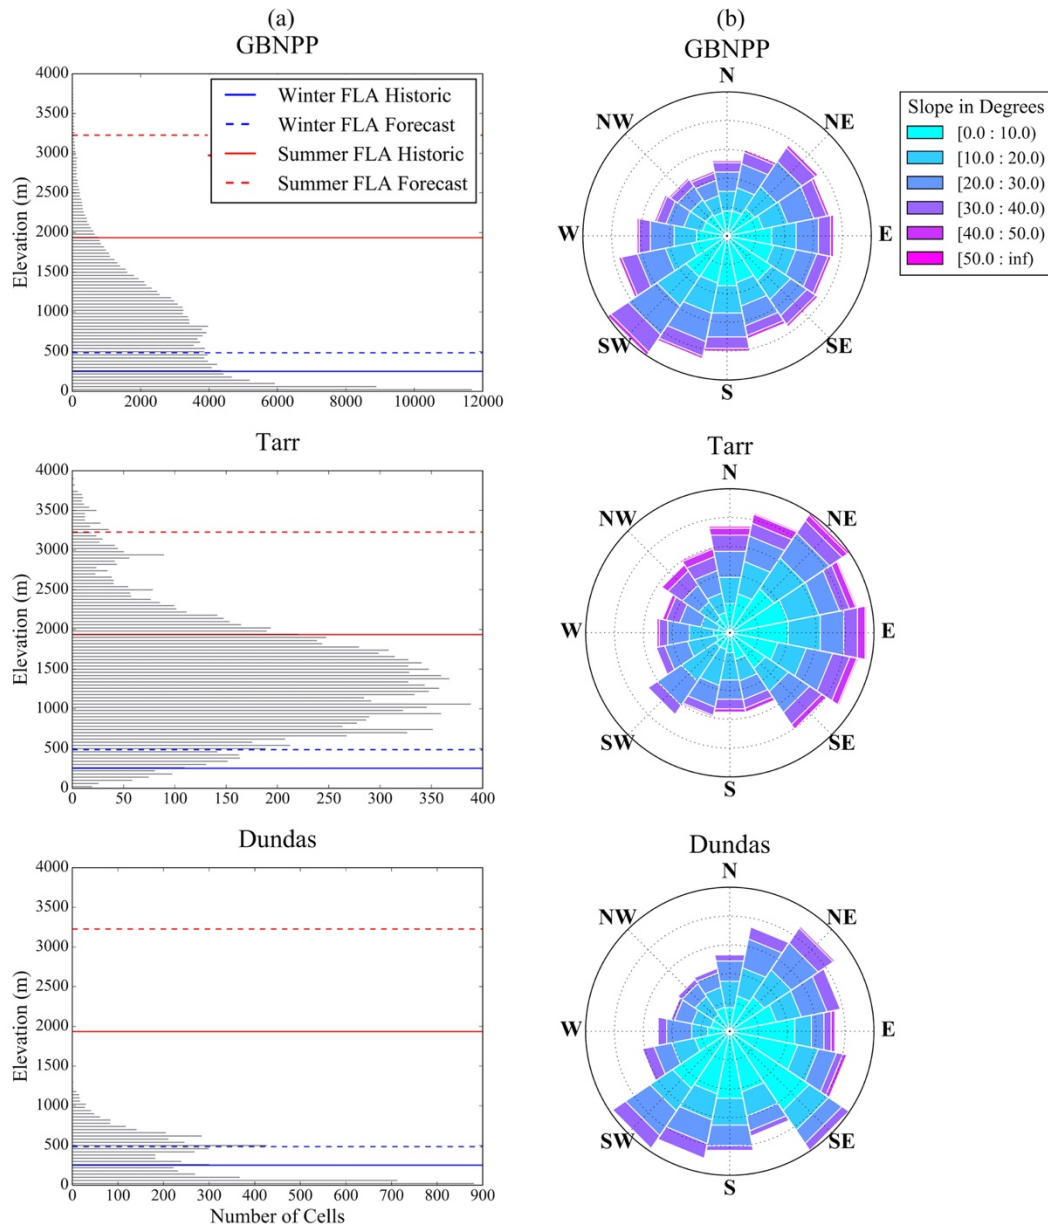 (a)
GBNPP
4000
3500
3000
2500
2000
1500
1000
500
0
Elevation (m)
0 2000 4000 6000 8000 10000 12000
Winter FLA Historic
Winter FLA Forecast
Summer FLA Historic
Summer FLA Forecast
(b)
GBNPP
N
NW NE
W E
SW SE
S
Slope in Degrees
[0.0 : 10.0)
[10.0 : 20.0)
[20.0 : 30.0)
[30.0 : 40.0)
[40.0 : 50.0)
[50.0 : inf)
Tarr
4000
3500
3000
2500
2000
1500
1000
500
0
Elevation (m)
0 50 100 150 200 250 300 350 400
Tarr
N
NW NE
W E
SW SE
S
Dundas
4000
3500
3000
2500
2000
1500
1000
500
0
Elevation (m)
0 100 200 300 400 500 600 700 800 900
Number of Cells
Dundas
N
NW NE
W E
SW SE
S